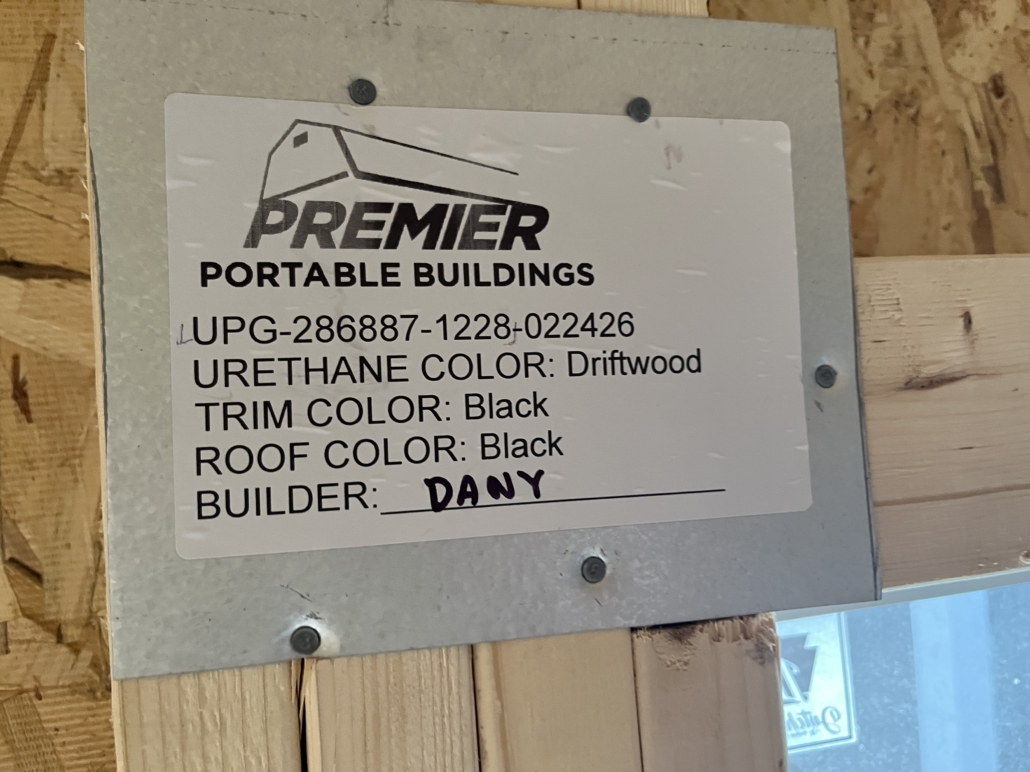 PREMIER
PORTABLE BUILDINGS
UPG-286887-1228-022426
URETHANE COLOR: Driftwood
TRIM COLOR: Black
ROOF COLOR: Black
BUILDER: DANY